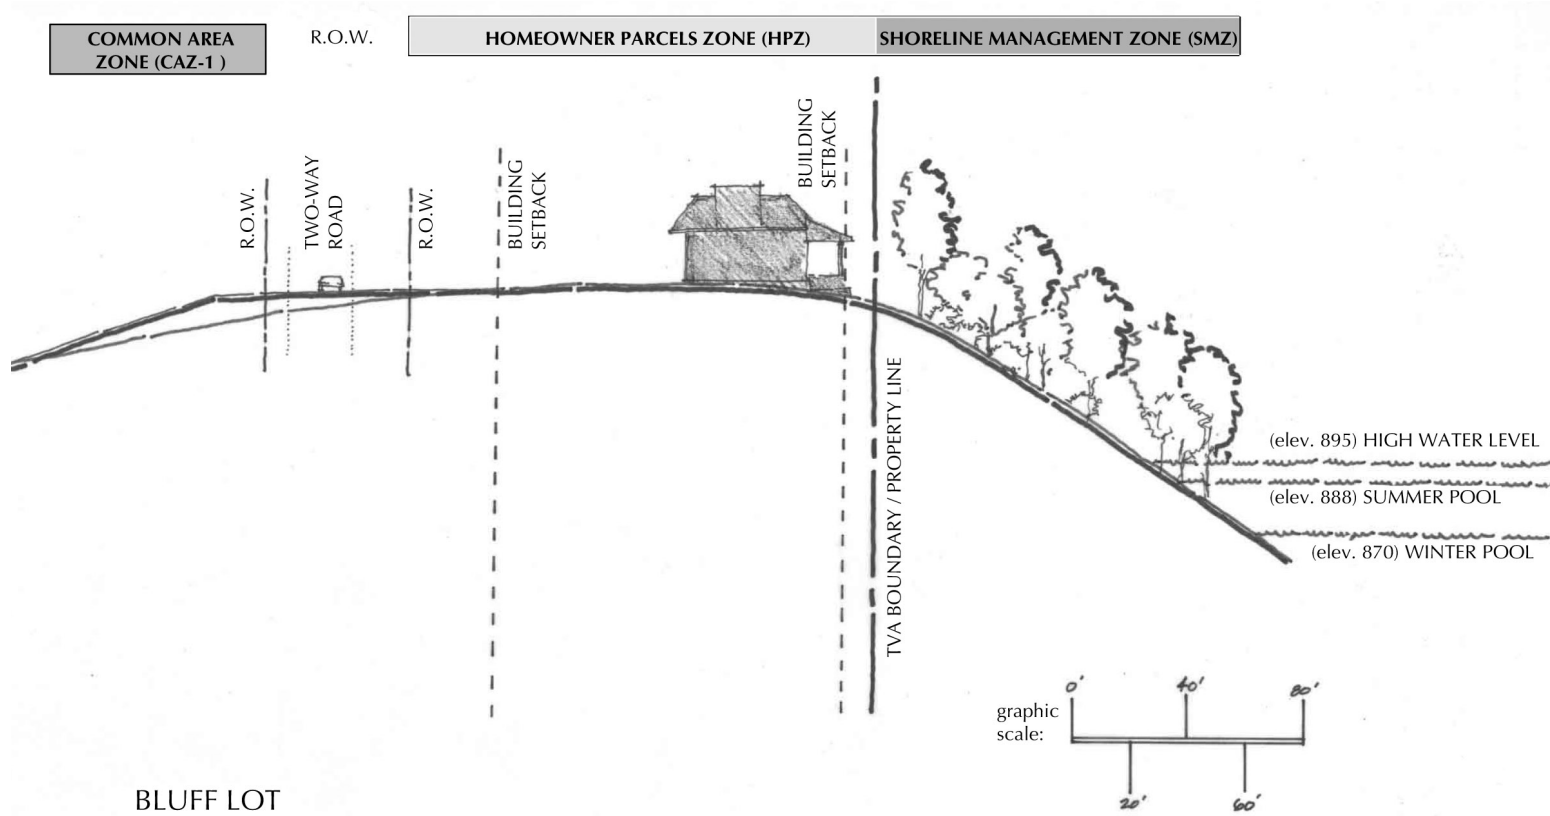 COMMON AREA
ZONE (CAZ-1 )
R.O.W.
HOMEOWNER PARCELS ZONE (HPZ)
SHORELINE MANAGEMENT ZONE (SMZ)
R.O.W.
TWO-WAY
ROAD
R.O.W.
BUILDING
SETBACK
BUILDING
SETBACK
TVA BOUNDARY / PROPERTY LINE
(elev. 895) HIGH WATER LEVEL
(elev. 888) SUMMER POOL
(elev. 870) WINTER POOL
graphic
scale:
0'
40'
80'
20'
60'
BLUFF LOT